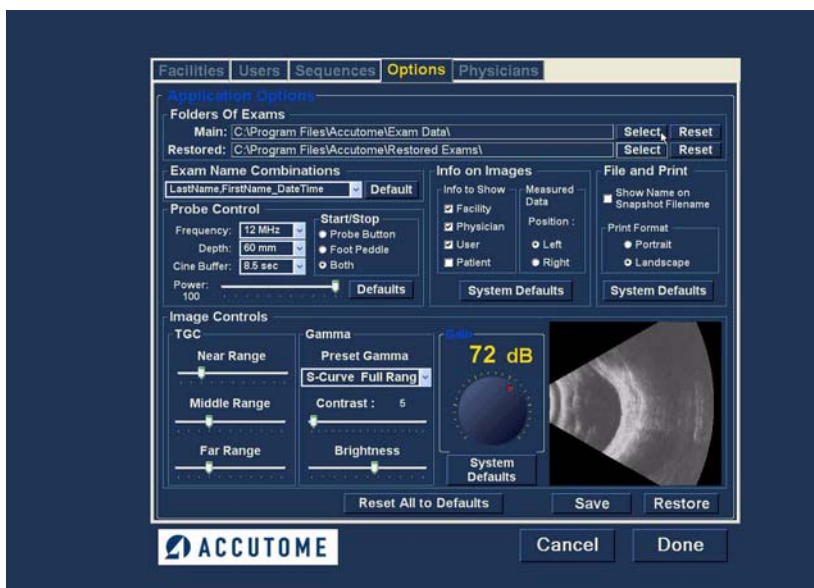 Facilities Users Sequences Options Physicians
Application Options
Folders Of Exams
Main: C:\Program Files\Accutome\Exam Data\ Select Reset
Restored: C:\Program Files\Accutome\Restored Exams\ Select Reset
Exam Name Combinations
LastName,FirstName_DateTime Default
Probe Control
Frequency: 12 MHz
Depth: 60 mm
Cine Buffer: 8.5 sec
Start/Stop
Probe Button
Foot Peddle
Both
Power:
100
Defaults
Info on Images
Info to Show
Facility
Physician
User
Patient
Measured
Data
Position :
Left
Right
System Defaults
File and Print
Show Name on
Snapshot Filename
Print Format
Portrait
Landscape
System Defaults
Image Controls
TGC
Near Range
Middle Range
Far Range
Gamma
Preset Gamma
S-Curve Full Rang
Contrast : 5
Brightness
Gain
72 dB
System
Defaults
Reset All to Defaults Save Restore
ACCUTOME Cancel Done